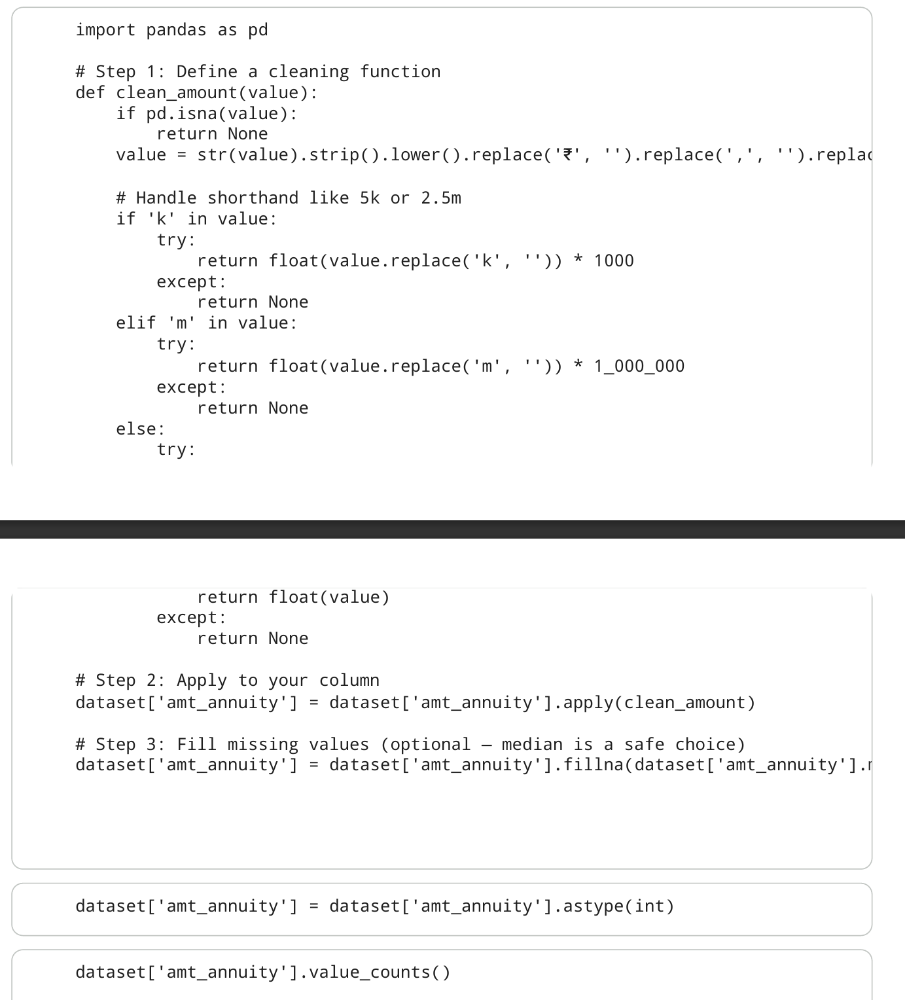 import pandas as pd
# Step 1: Define a cleaning function
def clean_amount(value):
    if pd.isna(value):
        return None
    value = str(value).strip().lower().replace('₹', '').replace(',', '').replac
    # Handle shorthand like 5k or 2.5m
    if 'k' in value:
        try:
            return float(value.replace('k', '')) * 1000
        except:
            return None
    elif 'm' in value:
        try:
            return float(value.replace('m', '')) * 1_000_000
        except:
            return None
    else:
        try:
            return float(value)
        except:
            return None
# Step 2: Apply to your column
dataset['amt_annuity'] = dataset['amt_annuity'].apply(clean_amount)
# Step 3: Fill missing values (optional — median is a safe choice)
dataset['amt_annuity'] = dataset['amt_annuity'].fillna(dataset['amt_annuity'].
dataset['amt_annuity'] = dataset['amt_annuity'].astype(int)
dataset['amt_annuity'].value_counts()